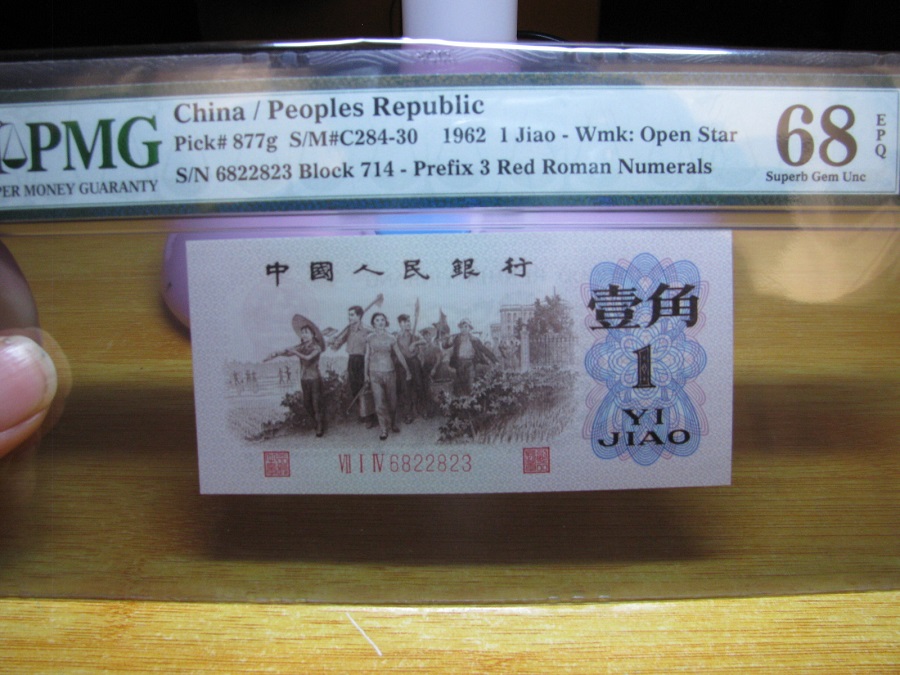 PMG
PER MONEY GUARANTY
China / Peoples Republic
Pick# 877g S/M#C284-30 1962 1 Jiao - Wmk: Open Star
S/N 6822823 Block 714 - Prefix 3 Red Roman Numerals
68 EPQ
Superb Gem Unc
中國人民銀行
壹角
1
YI
JIAO
Ⅶ Ⅰ Ⅳ 6822823